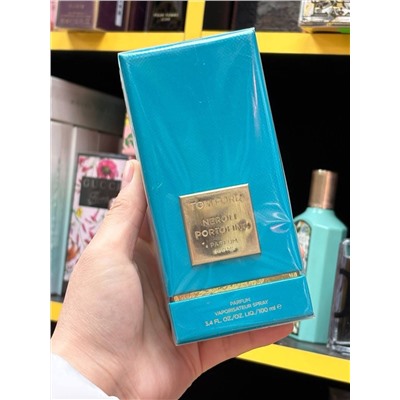 TOM FORD
NEROLI
PORTOFINO
PARFUM
PARFUM
VAPORISATEUR SPRAY
3.4 FL. OZ/OZ. LIQ./100 ml ℮
GUCCI